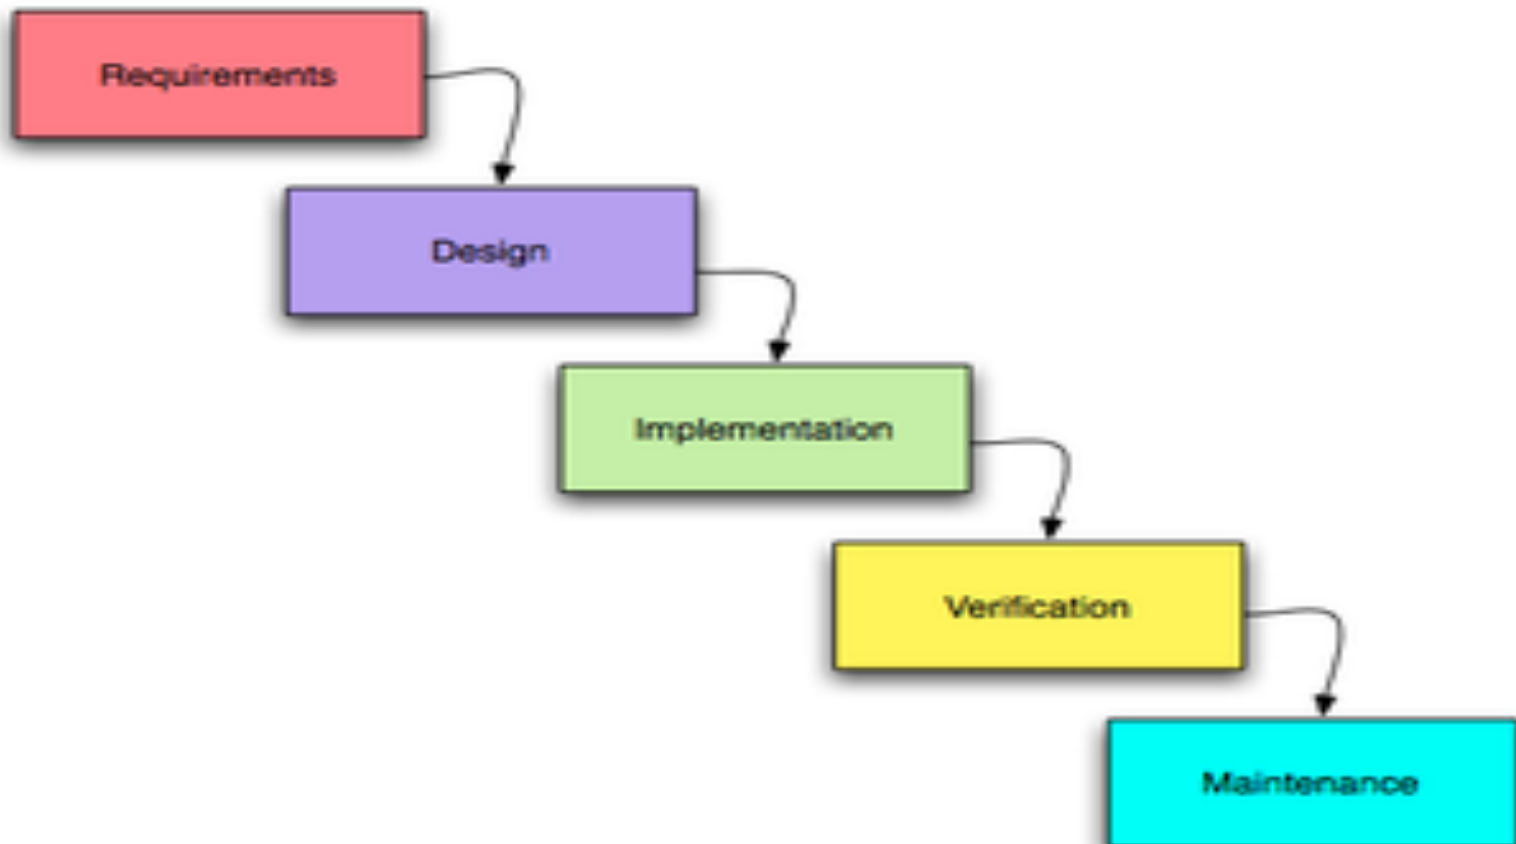 Requirements
Design
Implementation
Verification
Maintenance